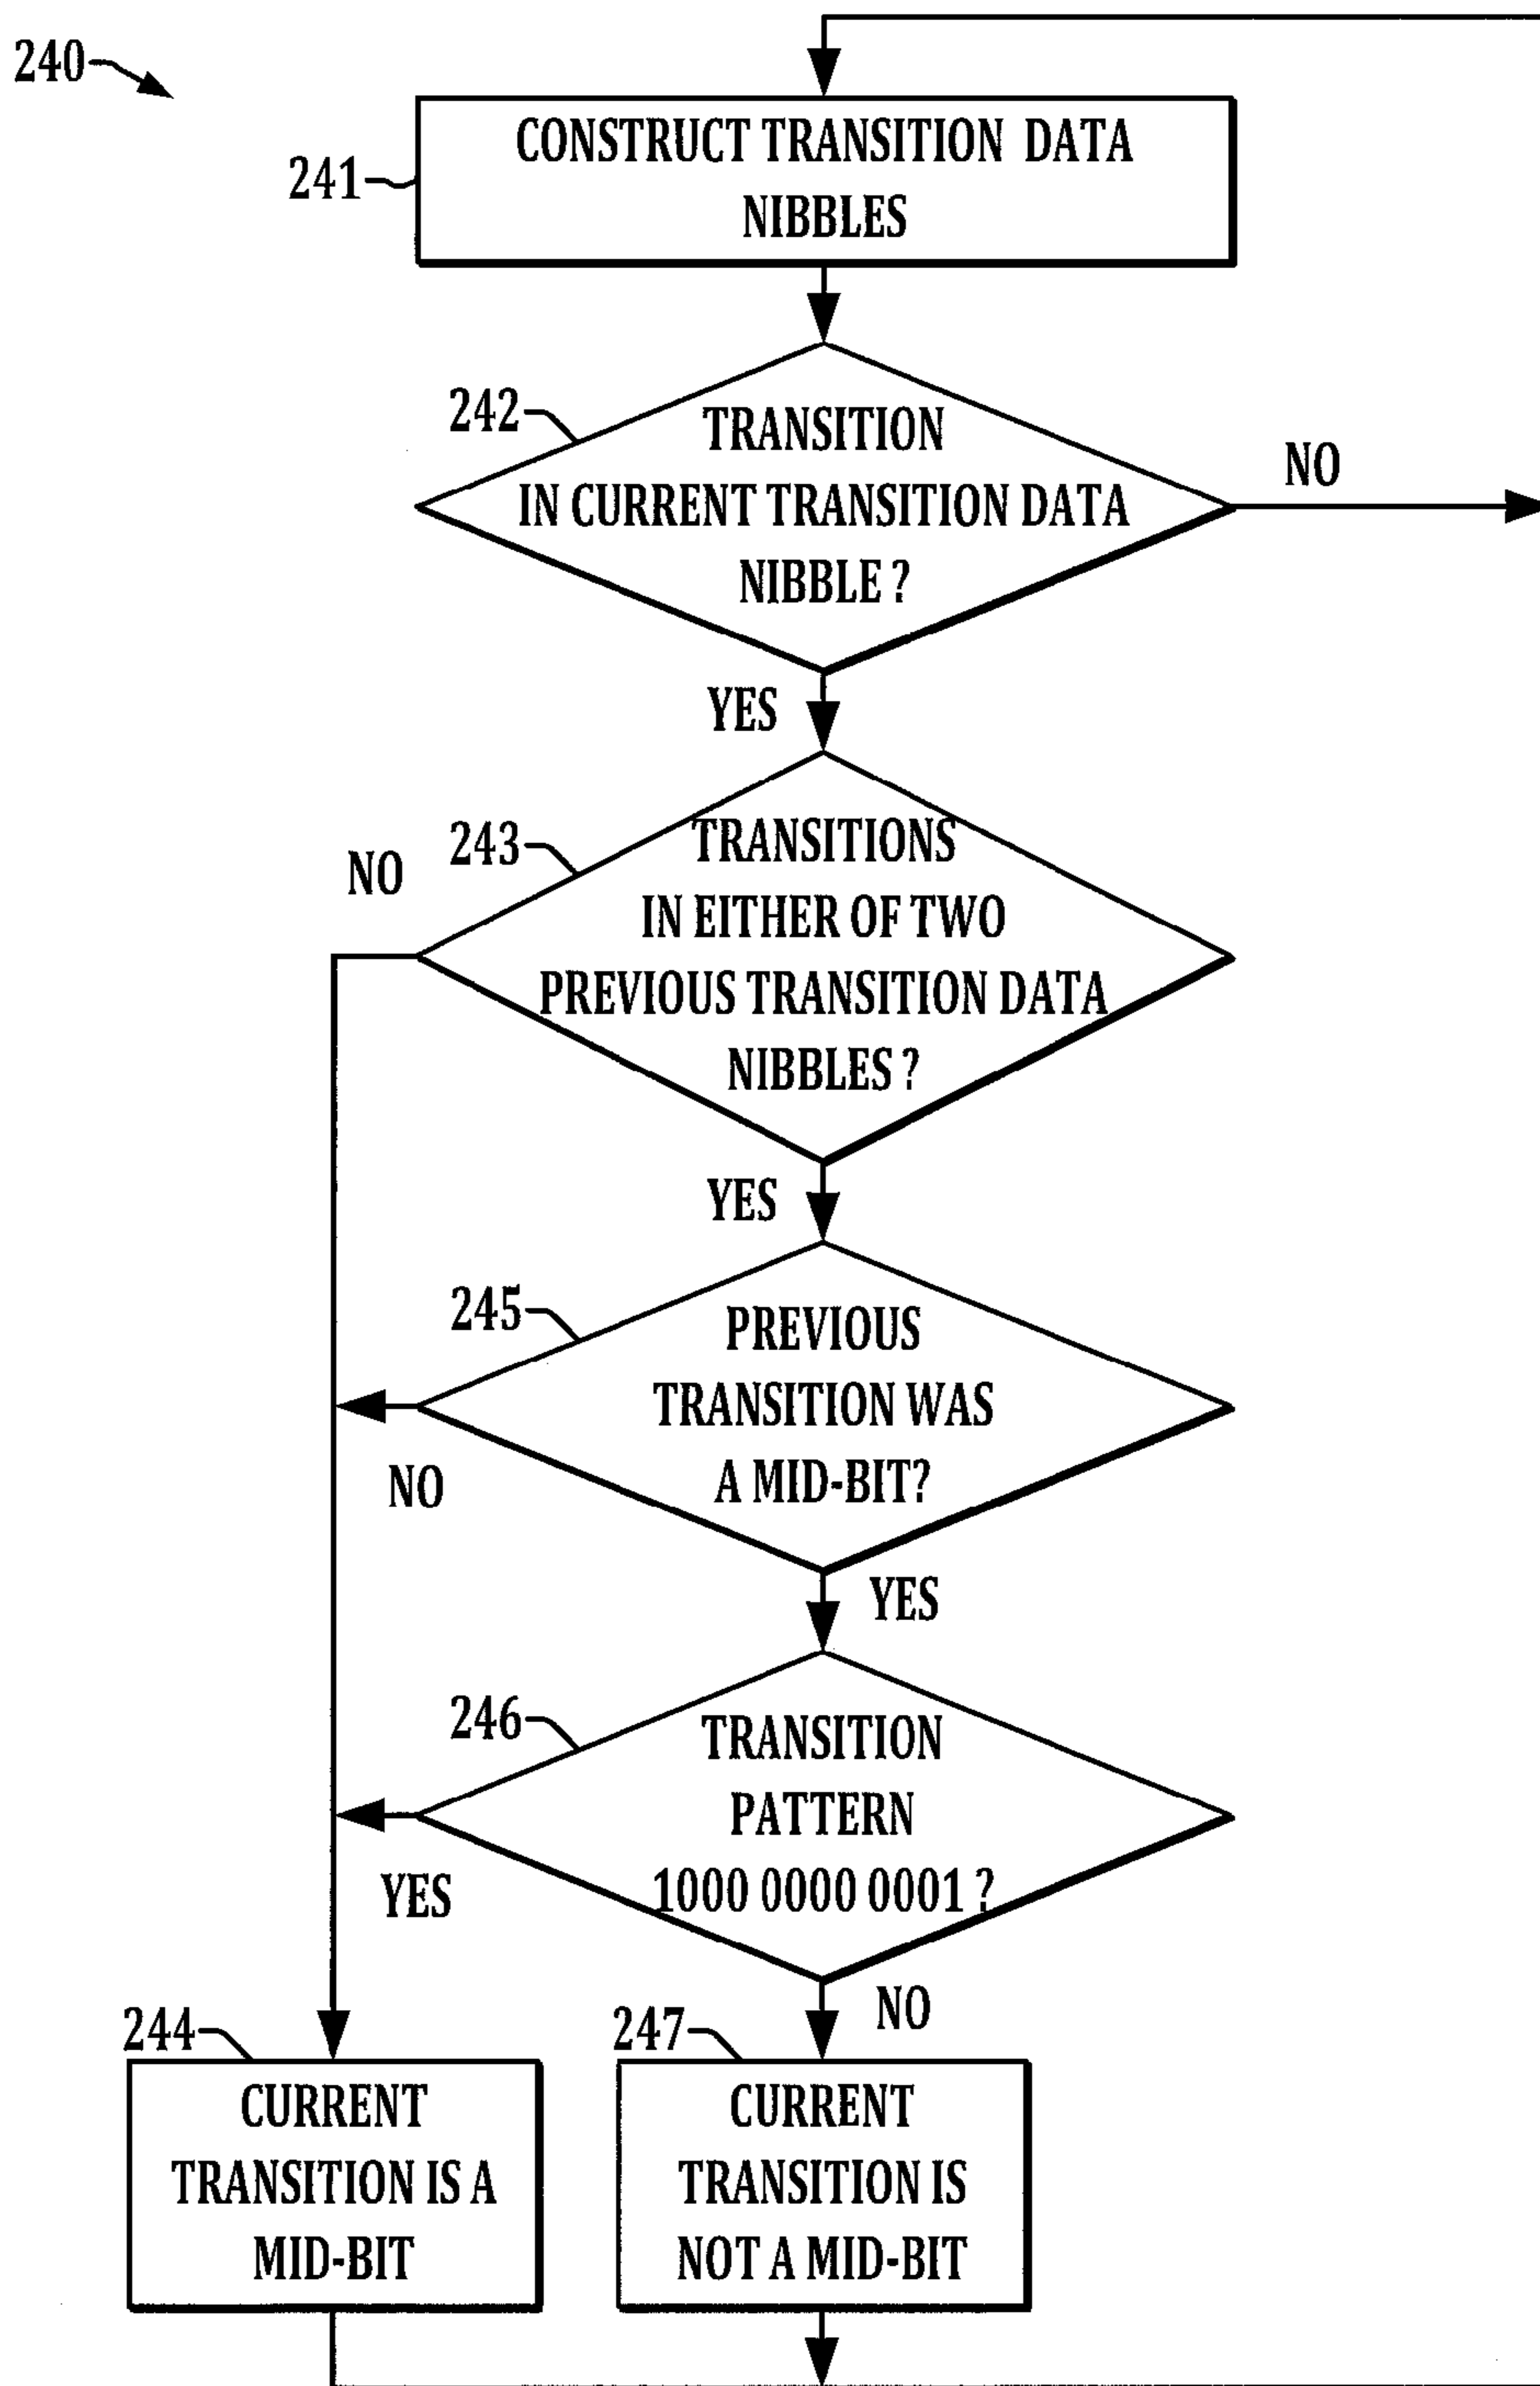 240
241
CONSTRUCT TRANSITION DATA
NIBBLES
242
TRANSITION
IN CURRENT TRANSITION DATA
NIBBLE ?
NO
YES
243
NO
TRANSITIONS
IN EITHER OF TWO
PREVIOUS TRANSITION DATA
NIBBLES ?
YES
245
PREVIOUS
TRANSITION WAS
A MID-BIT?
NO
YES
246
TRANSITION
PATTERN
1000 0000 0001 ?
YES
NO
244
CURRENT
TRANSITION IS A
MID-BIT
247
CURRENT
TRANSITION IS
NOT A MID-BIT